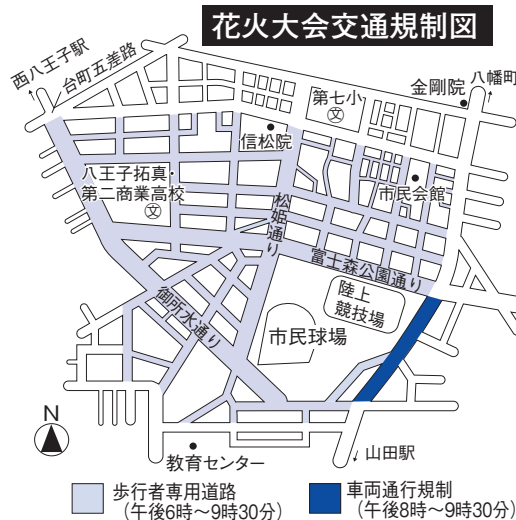 花火大会交通規制図
西八王子駅
台町五差路
第七小
文
金剛院
八幡町
信松院
八王子拓真・
第二商業高校
文
市民会館
松姫通り
富士森公園通り
陸上
競技場
御所水通り
市民球場
N
教育センター
山田駅
歩行者専用道路
（午後6時～9時30分）
車両通行規制
（午後8時～9時30分）